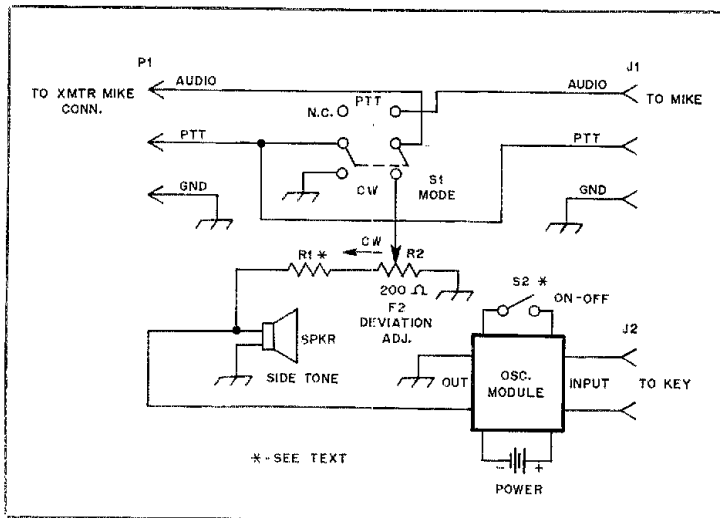 P1
AUDIO
TO XMTR MIKE
CONN.
PTT
GND
N.C.
PTT
CW
S1
MODE
J1
AUDIO
TO MIKE
PTT
GND
CW
R1 *
R2
200 Ω
F2
DEVIATION
ADJ.
SPKR
SIDE TONE
S2 *
ON-OFF
J2
OUT
OSC.
MODULE
INPUT
TO KEY
- +
POWER
*-SEE TEXT